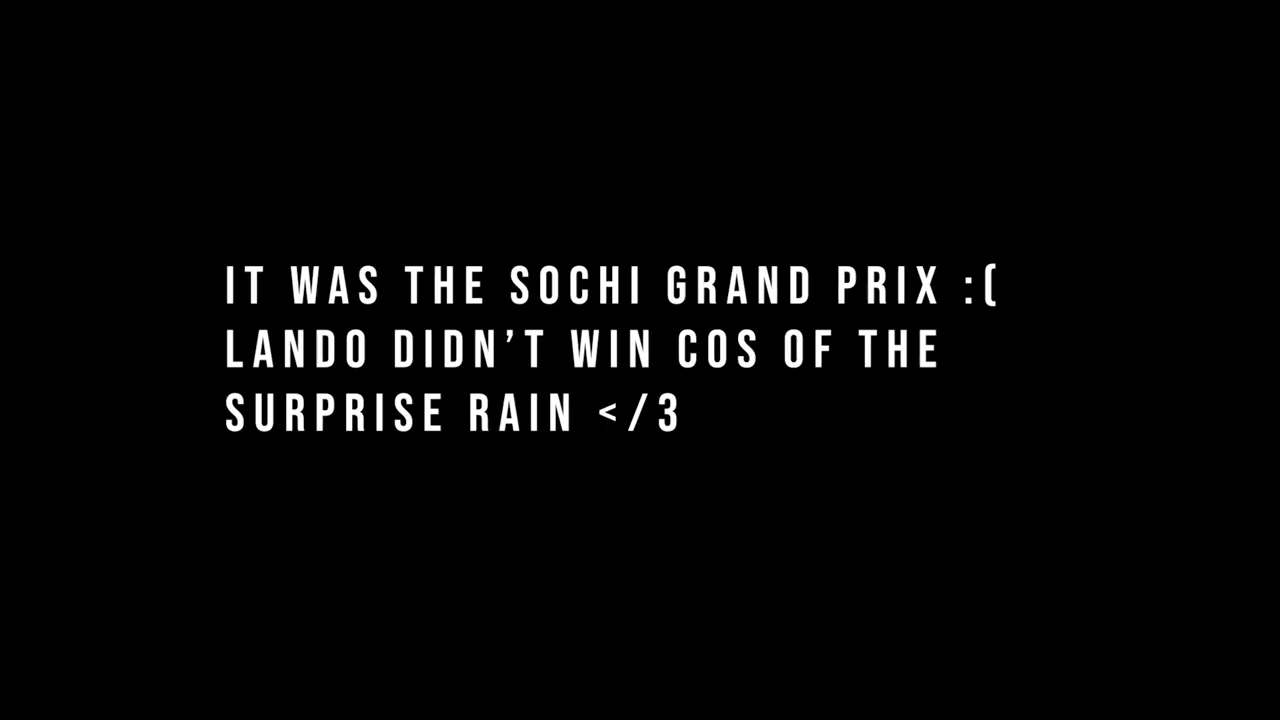 IT WAS THE SOCHI GRAND PRIX :(
LANDO DIDN’T WIN COS OF THE
SURPRISE RAIN </3